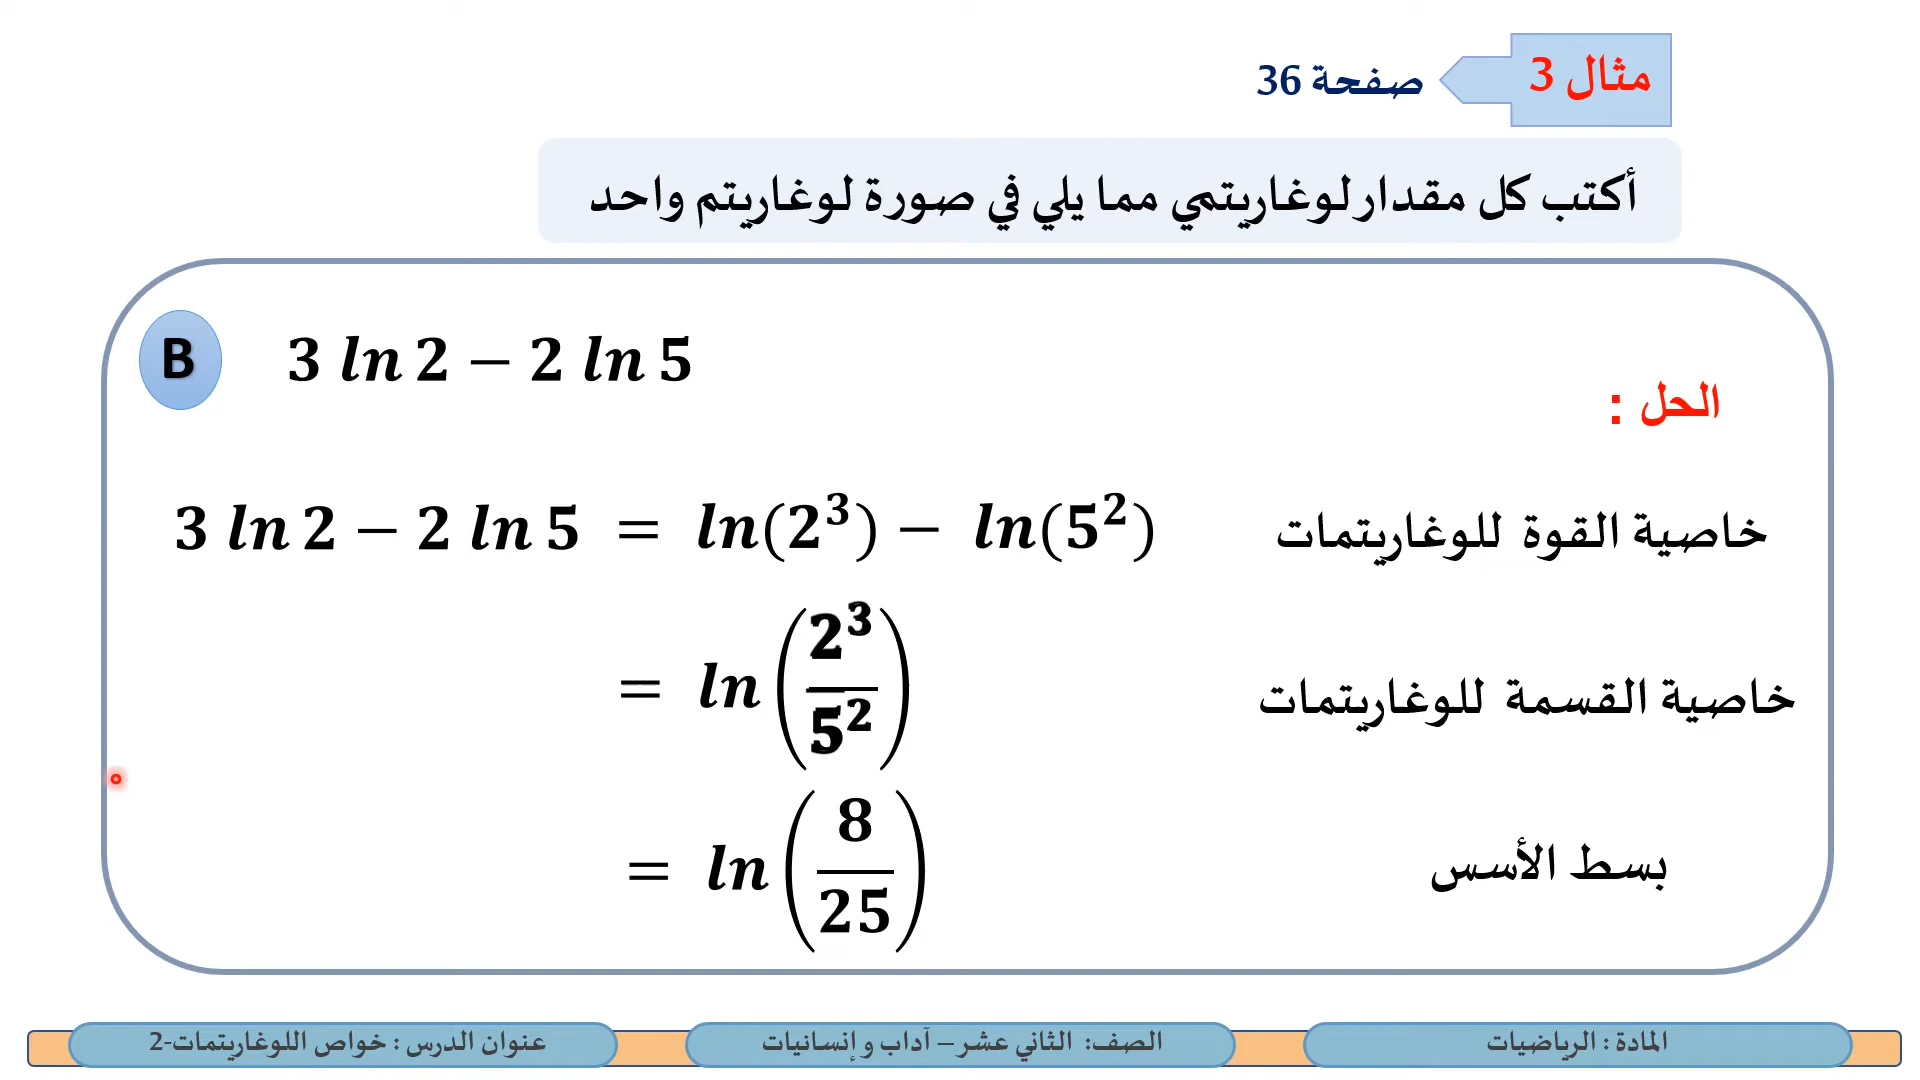 مثال 3
صفحة 36
أكتب كل مقدار لوغاريتمي مما يلي في صورة لوغاريتم واحد
B 3 ln 2 − 2 ln 5
الحل :
3 ln 2 − 2 ln 5 = ln(2³) − ln(5²) خاصية القوة للوغاريتمات
= ln(2³/5²) خاصية القسمة للوغاريتمات
= ln(8/25) بسط الأسس
المادة : الرياضيات
الصف: الثاني عشر – آداب و إنسانيات
عنوان الدرس : خواص اللوغاريتمات-2